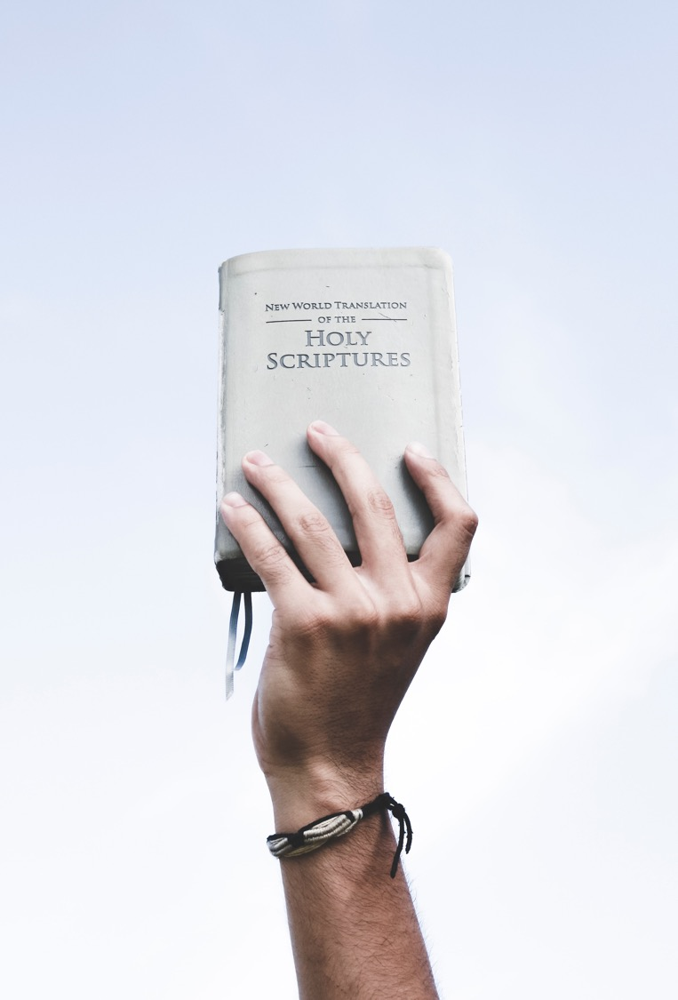 NEW WORLD TRANSLATION
OF THE
HOLY
SCRIPTURES